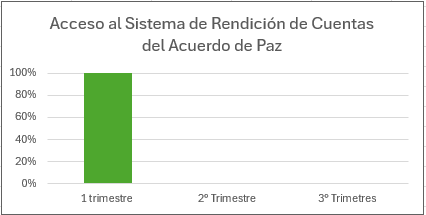 Acceso al Sistema de Rendición de Cuentas
del Acuerdo de Paz
100%
80%
60%
40%
20%
0%
1 trimestre
2º Trimestre
3º Trimetres